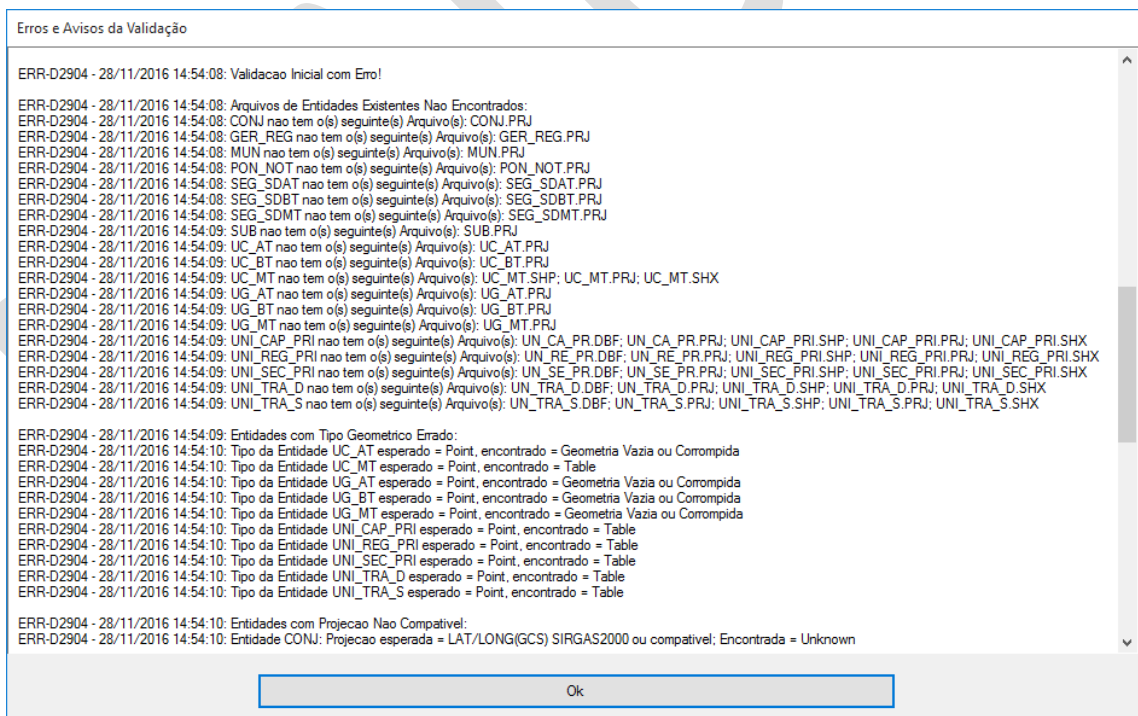 Erros e Avisos da Validação
ERR-D2904 - 28/11/2016 14:54:08: Validacao Inicial com Erro!
ERR-D2904 - 28/11/2016 14:54:08: Arquivos de Entidades Existentes Nao Encontrados:
ERR-D2904 - 28/11/2016 14:54:08: CONJ nao tem o(s) seguinte(s) Arquivo(s): CONJ.PRJ
ERR-D2904 - 28/11/2016 14:54:08: GER_REG nao tem o(s) seguinte(s) Arquivo(s): GER_REG.PRJ
ERR-D2904 - 28/11/2016 14:54:08: MUN nao tem o(s) seguinte(s) Arquivo(s): MUN.PRJ
ERR-D2904 - 28/11/2016 14:54:08: PON_NOT nao tem o(s) seguinte(s) Arquivo(s): PON_NOT.PRJ
ERR-D2904 - 28/11/2016 14:54:08: SEG_SDAT nao tem o(s) seguinte(s) Arquivo(s): SEG_SDAT.PRJ
ERR-D2904 - 28/11/2016 14:54:08: SEG_SDBT nao tem o(s) seguinte(s) Arquivo(s): SEG_SDBT.PRJ
ERR-D2904 - 28/11/2016 14:54:08: SEG_SDMT nao tem o(s) seguinte(s) Arquivo(s): SEG_SDMT.PRJ
ERR-D2904 - 28/11/2016 14:54:09: SUB nao tem o(s) seguinte(s) Arquivo(s): SUB.PRJ
ERR-D2904 - 28/11/2016 14:54:09: UC_AT nao tem o(s) seguinte(s) Arquivo(s): UC_AT.PRJ
ERR-D2904 - 28/11/2016 14:54:09: UC_BT nao tem o(s) seguinte(s) Arquivo(s): UC_BT.PRJ
ERR-D2904 - 28/11/2016 14:54:09: UC_MT nao tem o(s) seguinte(s) Arquivo(s): UC_MT.SHP; UC_MT.PRJ; UC_MT.SHX
ERR-D2904 - 28/11/2016 14:54:09: UG_AT nao tem o(s) seguinte(s) Arquivo(s): UG_AT.PRJ
ERR-D2904 - 28/11/2016 14:54:09: UG_BT nao tem o(s) seguinte(s) Arquivo(s): UG_BT.PRJ
ERR-D2904 - 28/11/2016 14:54:09: UG_MT nao tem o(s) seguinte(s) Arquivo(s): UG_MT.PRJ
ERR-D2904 - 28/11/2016 14:54:09: UNI_CAP_PRI nao tem o(s) seguinte(s) Arquivo(s): UN_CA_PR.DBF; UN_CA_PR.PRJ; UNI_CAP_PRI.SHP; UNI_CAP_PRI.PRJ; UNI_CAP_PRI.SHX
ERR-D2904 - 28/11/2016 14:54:09: UNI_REG_PRI nao tem o(s) seguinte(s) Arquivo(s): UN_RE_PR.DBF; UN_RE_PR.PRJ; UNI_REG_PRI.SHP; UNI_REG_PRI.PRJ; UNI_REG_PRI.SHX
ERR-D2904 - 28/11/2016 14:54:09: UNI_SEC_PRI nao tem o(s) seguinte(s) Arquivo(s): UN_SE_PR.DBF; UN_SE_PR.PRJ; UNI_SEC_PRI.SHP; UNI_SEC_PRI.PRJ; UNI_SEC_PRI.SHX
ERR-D2904 - 28/11/2016 14:54:09: UNI_TRA_D nao tem o(s) seguinte(s) Arquivo(s): UN_TRA_D.DBF; UN_TRA_D.PRJ; UNI_TRA_D.SHP; UNI_TRA_D.PRJ; UNI_TRA_D.SHX
ERR-D2904 - 28/11/2016 14:54:09: UNI_TRA_S nao tem o(s) seguinte(s) Arquivo(s): UN_TRA_S.DBF; UN_TRA_S.PRJ; UNI_TRA_S.SHP; UNI_TRA_S.PRJ; UNI_TRA_S.SHX
ERR-D2904 - 28/11/2016 14:54:09: Entidades com Tipo Geometrico Errado:
ERR-D2904 - 28/11/2016 14:54:10: Tipo da Entidade UC_AT esperado = Point, encontrado = Geometria Vazia ou Corrompida
ERR-D2904 - 28/11/2016 14:54:10: Tipo da Entidade UC_MT esperado = Point, encontrado = Table
ERR-D2904 - 28/11/2016 14:54:10: Tipo da Entidade UG_AT esperado = Point, encontrado = Geometria Vazia ou Corrompida
ERR-D2904 - 28/11/2016 14:54:10: Tipo da Entidade UG_BT esperado = Point, encontrado = Geometria Vazia ou Corrompida
ERR-D2904 - 28/11/2016 14:54:10: Tipo da Entidade UG_MT esperado = Point, encontrado = Geometria Vazia ou Corrompida
ERR-D2904 - 28/11/2016 14:54:10: Tipo da Entidade UNI_CAP_PRI esperado = Point, encontrado = Table
ERR-D2904 - 28/11/2016 14:54:10: Tipo da Entidade UNI_REG_PRI esperado = Point, encontrado = Table
ERR-D2904 - 28/11/2016 14:54:10: Tipo da Entidade UNI_SEC_PRI esperado = Point, encontrado = Table
ERR-D2904 - 28/11/2016 14:54:10: Tipo da Entidade UNI_TRA_D esperado = Point, encontrado = Table
ERR-D2904 - 28/11/2016 14:54:10: Tipo da Entidade UNI_TRA_S esperado = Point, encontrado = Table
ERR-D2904 - 28/11/2016 14:54:10: Entidades com Projecao Nao Compativel:
ERR-D2904 - 28/11/2016 14:54:10: Entidade CONJ: Projecao esperada = LAT/LONG(GCS) SIRGAS2000 ou compativel; Encontrada = Unknown
Ok